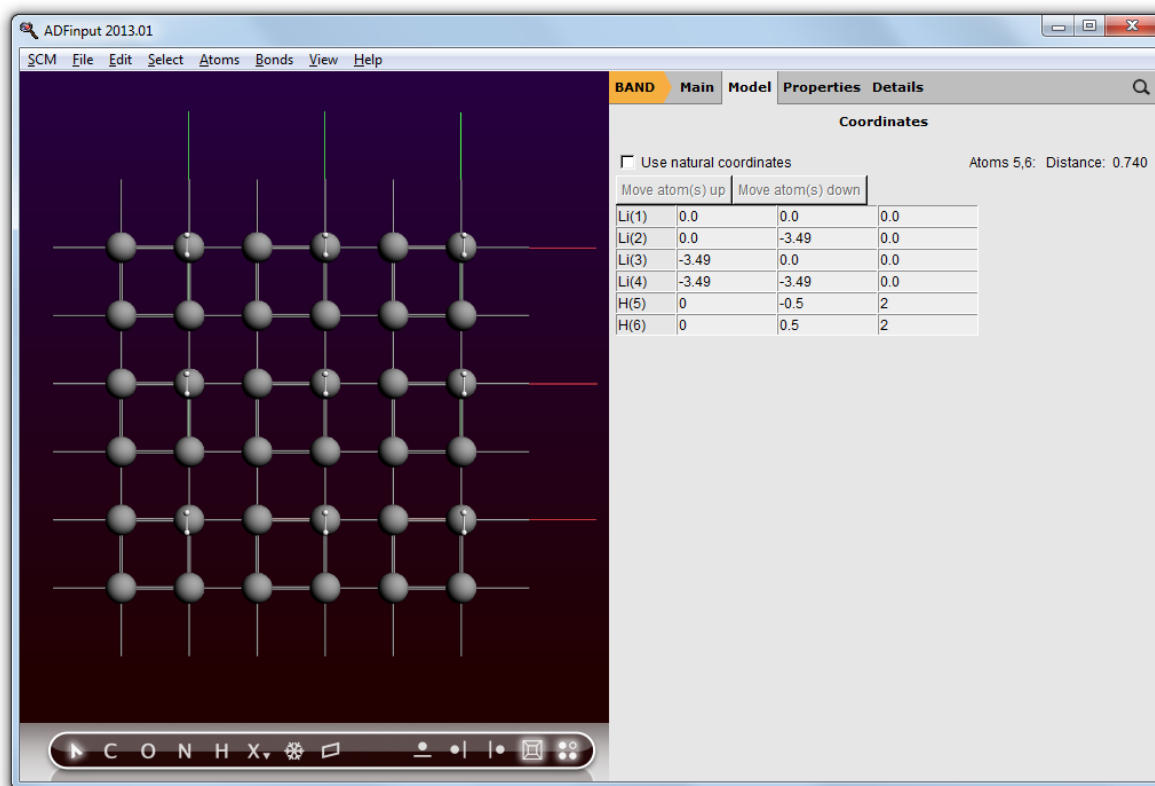 ADFinput 2013.01
SCM File Edit Select Atoms Bonds View Help
BAND Main Model Properties Details
Coordinates
Use natural coordinates Atoms 5,6: Distance: 0.740
Move atom(s) up Move atom(s) down
Li(1) 0.0 0.0 0.0
Li(2) 0.0 -3.49 0.0
Li(3) -3.49 0.0 0.0
Li(4) -3.49 -3.49 0.0
H(5) 0 -0.5 2
H(6) 0 0.5 2
C O N H X